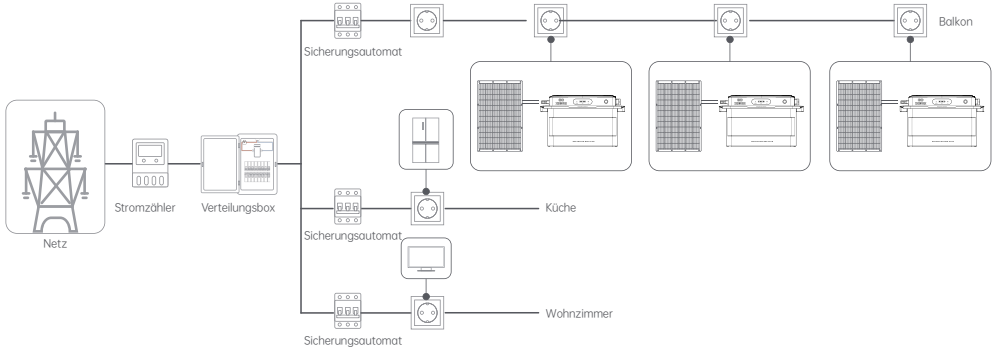 Balkon
Sicherungsautomat
Stromzähler
Verteilungsbox
Netz
Küche
Sicherungsautomat
Wohnzimmer
Sicherungsautomat